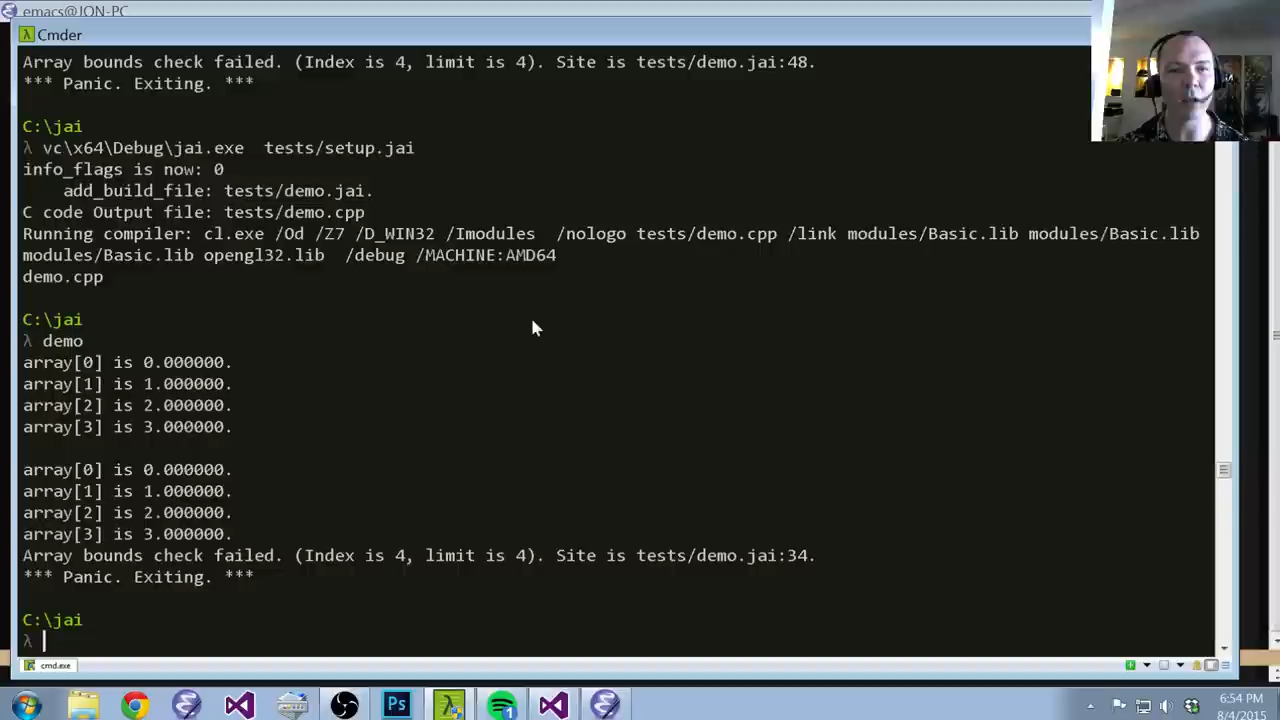 emacs@JON-PC
Cmder
Array bounds check failed. (Index is 4, limit is 4). Site is tests/demo.jai:48.
*** Panic. Exiting. ***
C:\jai
λ vc\x64\Debug\jai.exe  tests/setup.jai
info_flags is now: 0
    add_build_file: tests/demo.jai.
C code Output file: tests/demo.cpp
Running compiler: cl.exe /Od /Z7 /D_WIN32 /Imodules  /nologo tests/demo.cpp /link modules/Basic.lib modules/Basic.lib
modules/Basic.lib opengl32.lib  /debug /MACHINE:AMD64
demo.cpp
C:\jai
λ demo
array[0] is 0.000000.
array[1] is 1.000000.
array[2] is 2.000000.
array[3] is 3.000000.
array[0] is 0.000000.
array[1] is 1.000000.
array[2] is 2.000000.
array[3] is 3.000000.
Array bounds check failed. (Index is 4, limit is 4). Site is tests/demo.jai:34.
*** Panic. Exiting. ***
C:\jai
λ
cmd.exe
Ps
λ
1
6:54 PM
8/4/2015